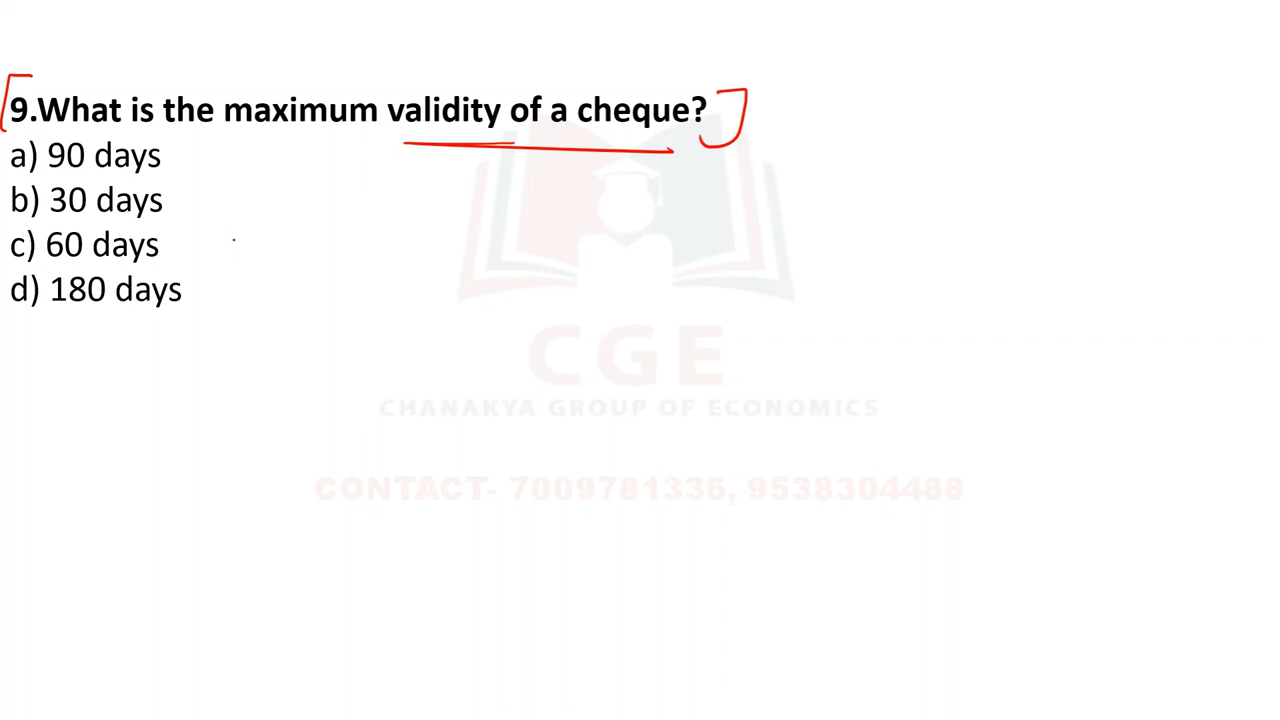 9.What is the maximum validity of a cheque?
a) 90 days
b) 30 days
c) 60 days
d) 180 days
CGE
CHANAKYA GROUP OF ECONOMICS
CONTACT- 7009781336, 9538304488